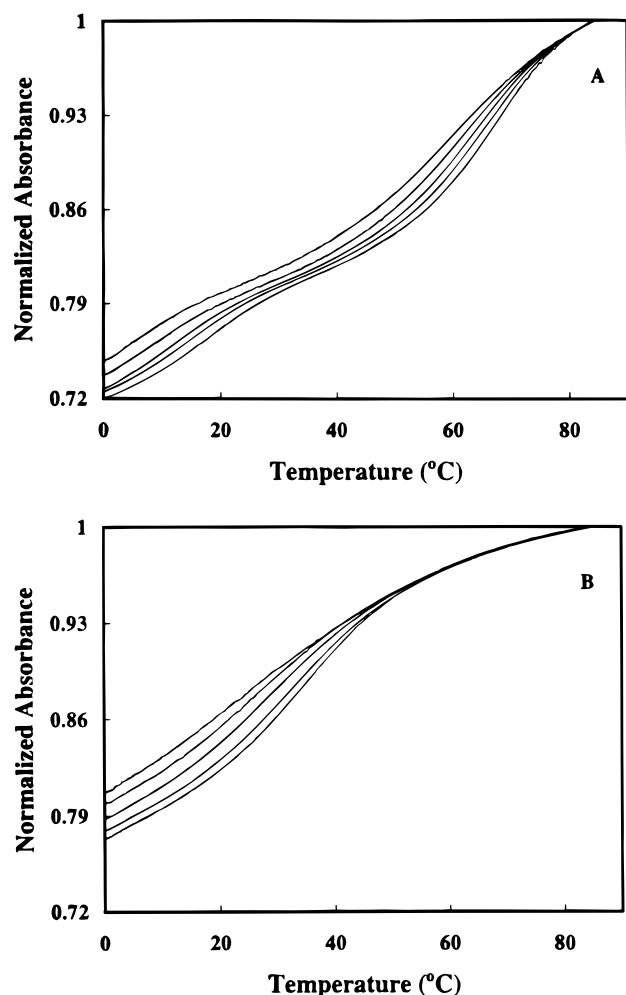 1
A
0.93
0.86
0.79
0.72
Normalized Absorbance
0 20 40 60 80
Temperature (°C)
1
B
0.93
0.86
0.79
0.72
Normalized Absorbance
0 20 40 60 80
Temperature (°C)